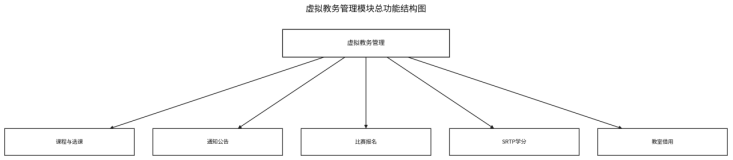 虚拟教务管理模块总功能结构图
虚拟教务管理
课程与选课
通知公告
比赛报名
SRTP学分
教室借用